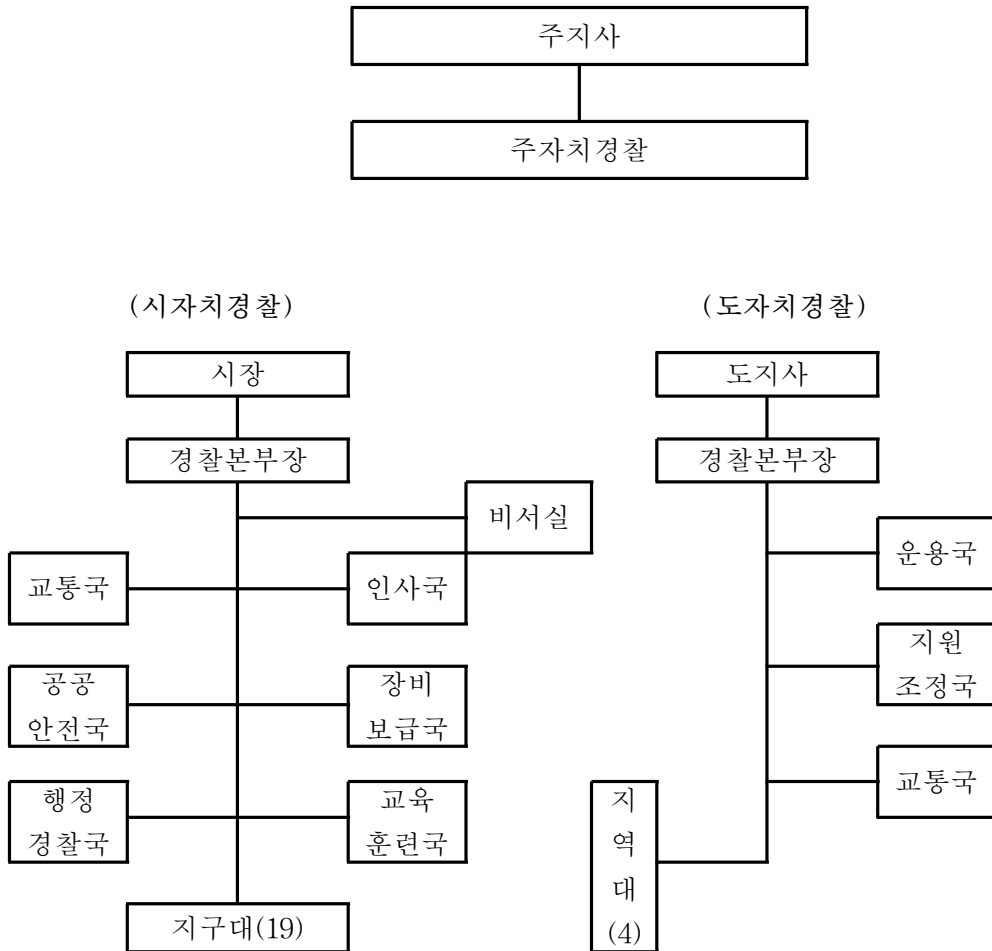 주지사
주자치경찰
(시자치경찰)
시장
경찰본부장
비서실
교통국
인사국
공공
안전국
장비
보급국
행정
경찰국
교육
훈련국
지구대(19)
(도자치경찰)
도지사
경찰본부장
운용국
지원
조정국
교통국
지
역
대
(4)